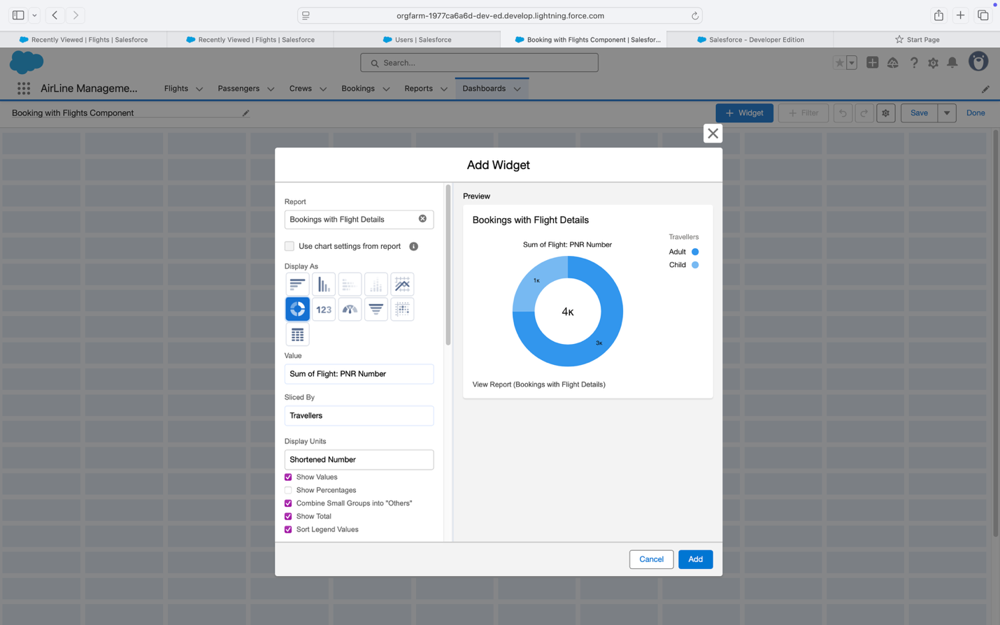 orgfarm-1977ca6a6d-dev-ed.develop.lightning.force.com
Recently Viewed | Flights | Salesforce
Recently Viewed | Flights | Salesforce
Users | Salesforce
Booking with Flights Component | Salesfor...
Salesforce - Developer Edition
Start Page
Search...
AirLine Manageme...
Flights
Passengers
Crews
Bookings
Reports
Dashboards
Booking with Flights Component
+ Widget
+ Filter
Save
Done
Add Widget
Report
Bookings with Flight Details
Use chart settings from report
Display As
123
Value
Sum of Flight: PNR Number
Sliced By
Travellers
Display Units
Shortened Number
Show Values
Show Percentages
Combine Small Groups into "Others"
Show Total
Sort Legend Values
Preview
Bookings with Flight Details
Travellers
Sum of Flight: PNR Number
Adult
Child
1K
4K
3K
View Report (Bookings with Flight Details)
Cancel
Add